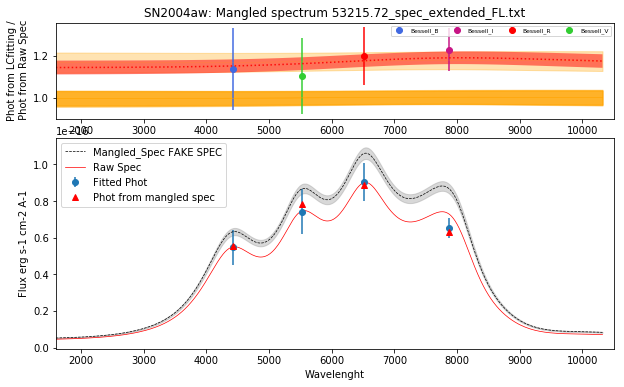 SN2004aw: Mangled spectrum 53215.72_spec_extended_FL.txt
Phot from LCfitting /
Phot from Raw Spec
1.2
1.0
Bessell_B
Bessell_I
Bessell_R
Bessell_V
2000 3000 4000 5000 6000 7000 8000 9000 10000
1e−16
Flux erg s-1 cm-2 A-1
1.0
0.8
0.6
0.4
0.2
0.0
Mangled_Spec FAKE SPEC
Raw Spec
Fitted Phot
Phot from mangled spec
2000 3000 4000 5000 6000 7000 8000 9000 10000
Wavelenght